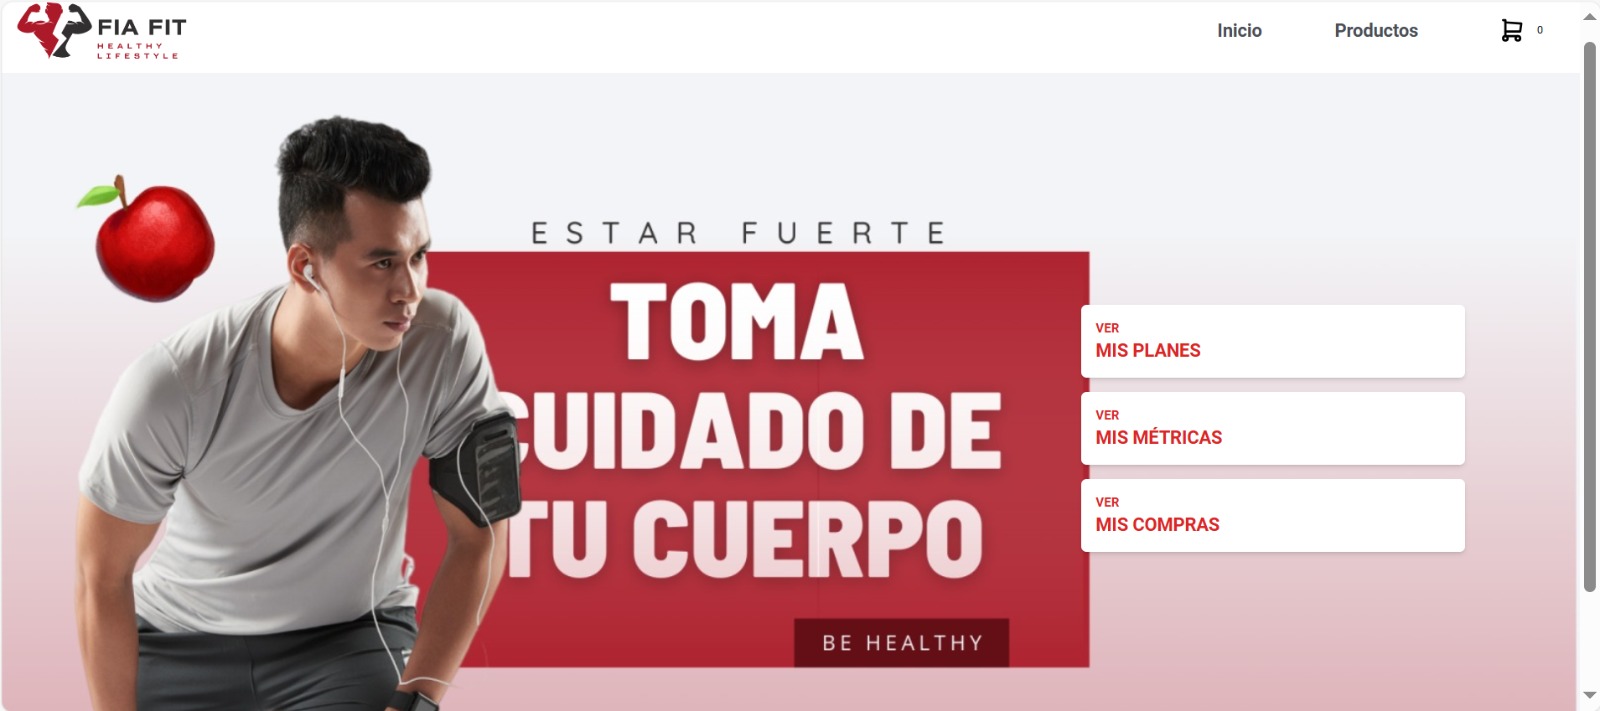 FIA FIT
HEALTHY
LIFESTYLE
Inicio
Productos
0
ESTAR FUERTE
TOMA
CUIDADO DE
TU CUERPO
BE HEALTHY
VER
MIS PLANES
VER
MIS MÉTRICAS
VER
MIS COMPRAS